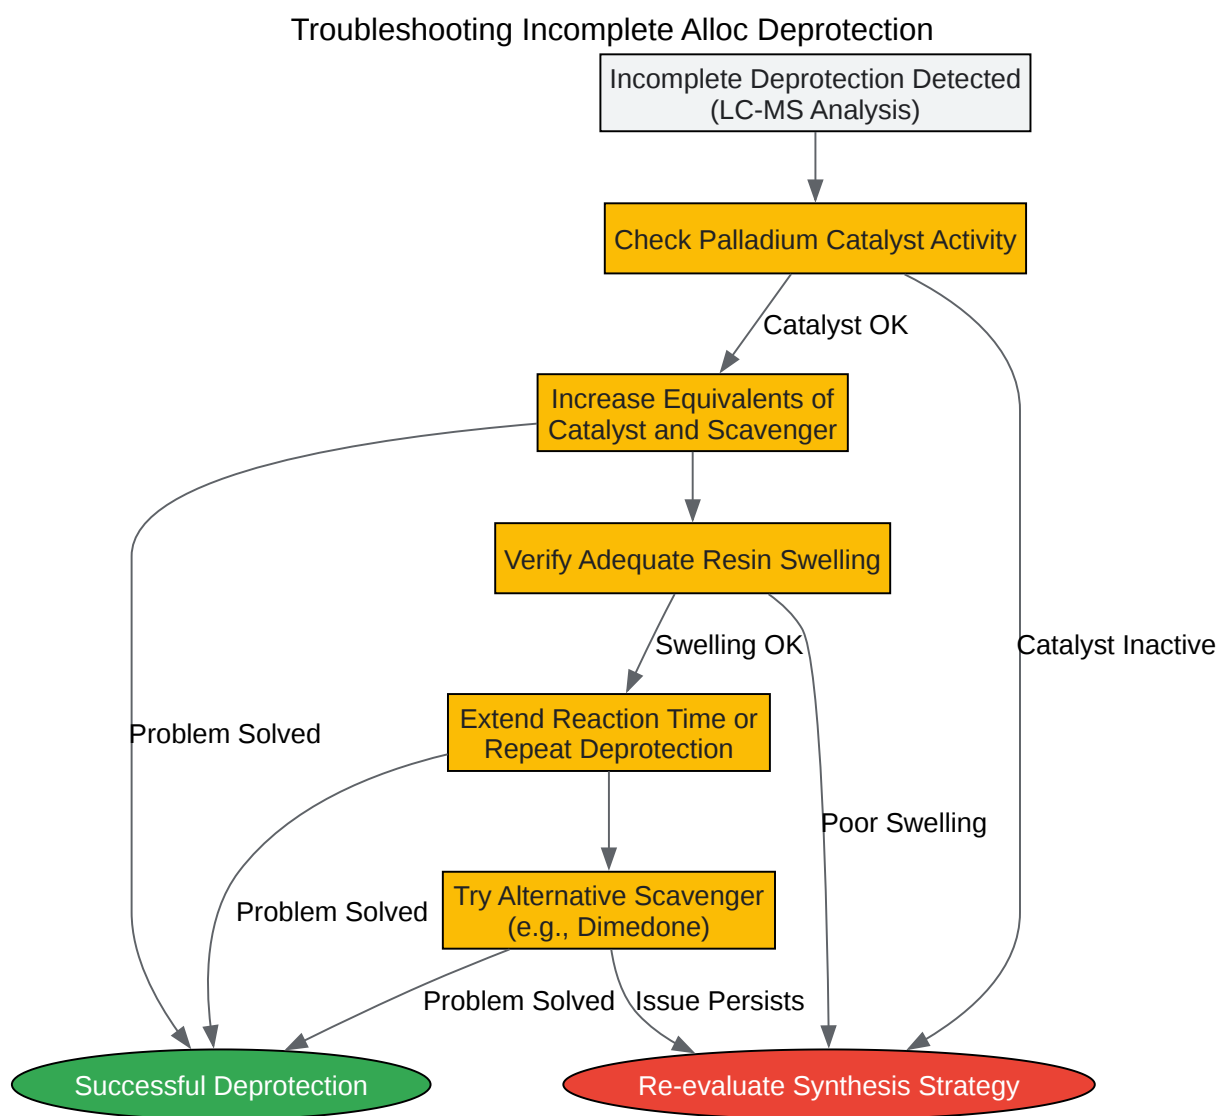 Troubleshooting Incomplete Alloc Deprotection
Incomplete Deprotection Detected
(LC-MS Analysis)
Check Palladium Catalyst Activity
Catalyst OK
Increase Equivalents of
Catalyst and Scavenger
Verify Adequate Resin Swelling
Swelling OK
Catalyst Inactive
Extend Reaction Time or
Repeat Deprotection
Problem Solved
Poor Swelling
Try Alternative Scavenger
(e.g., Dimedone)
Problem Solved
Problem Solved
Issue Persists
Successful Deprotection
Re-evaluate Synthesis Strategy